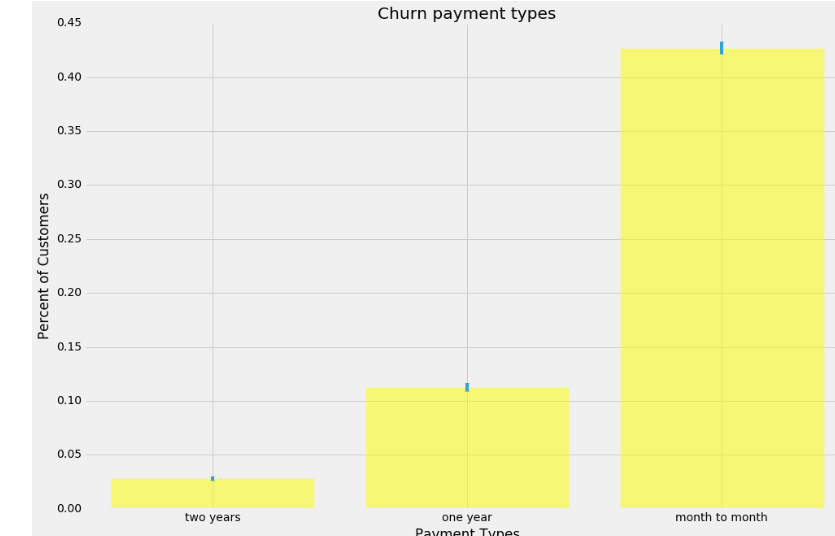 Churn payment types
0.45
0.40
0.35
0.30
0.25
0.20
0.15
0.10
0.05
0.00
Percent of Customers
two years one year month to month
Payment Types